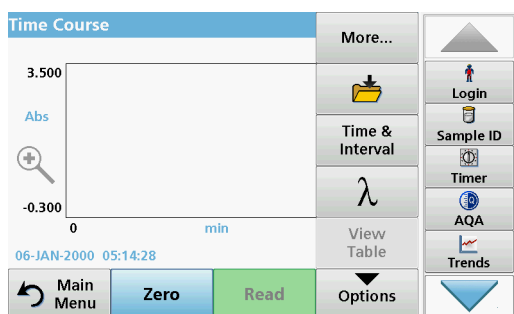 Time Course
More...
3.500
Abs
-0.300
0
min
06-JAN-2000 05:14:28
Time &
Interval
λ
View
Table
Main
Menu
Zero
Read
Options
Login
Sample ID
Timer
AQA
Trends